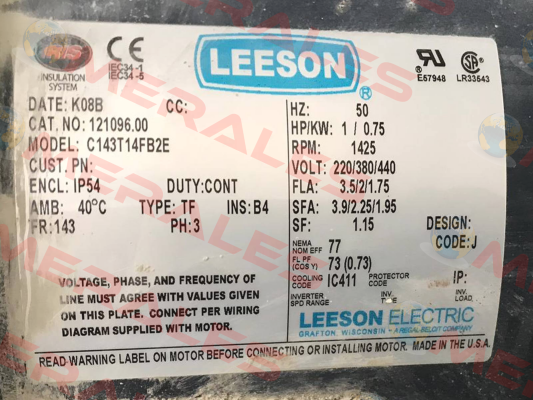 IRIS
INSULATION
SYSTEM
CE
IEC34-1
IEC34-5
LEESON
®
E57948
LR33543
DATE: K08B CC:
CAT. NO: 121096.00
MODEL: C143T14FB2E
CUST. PN:
ENCL: IP54 DUTY: CONT
AMB: 40°C TYPE: TF INS: B4
FR: 143 PH: 3
HZ: 50
HP/KW: 1 / 0.75
RPM: 1425
VOLT: 220/380/440
FLA: 3.5/2/1.75
SFA: 3.9/2.25/1.95
SF: 1.15 DESIGN:
NEMA NOM EFF 77 CODE: J
FL PF (COS Y) 73 (0.73)
COOLING CODE IC411 PROTECTOR CODE IP:
INVERTER SPD RANGE INV. INV. LOAD.
VOLTAGE, PHASE, AND FREQUENCY OF
LINE MUST AGREE WITH VALUES GIVEN
ON THIS PLATE. CONNECT PER WIRING
DIAGRAM SUPPLIED WITH MOTOR.
LEESON ELECTRIC
GRAFTON, WISCONSIN - A REGAL-BELOIT COMPANY
READ WARNING LABEL ON MOTOR BEFORE CONNECTING OR INSTALLING MOTOR. MADE IN THE U.S.A.
MERALES